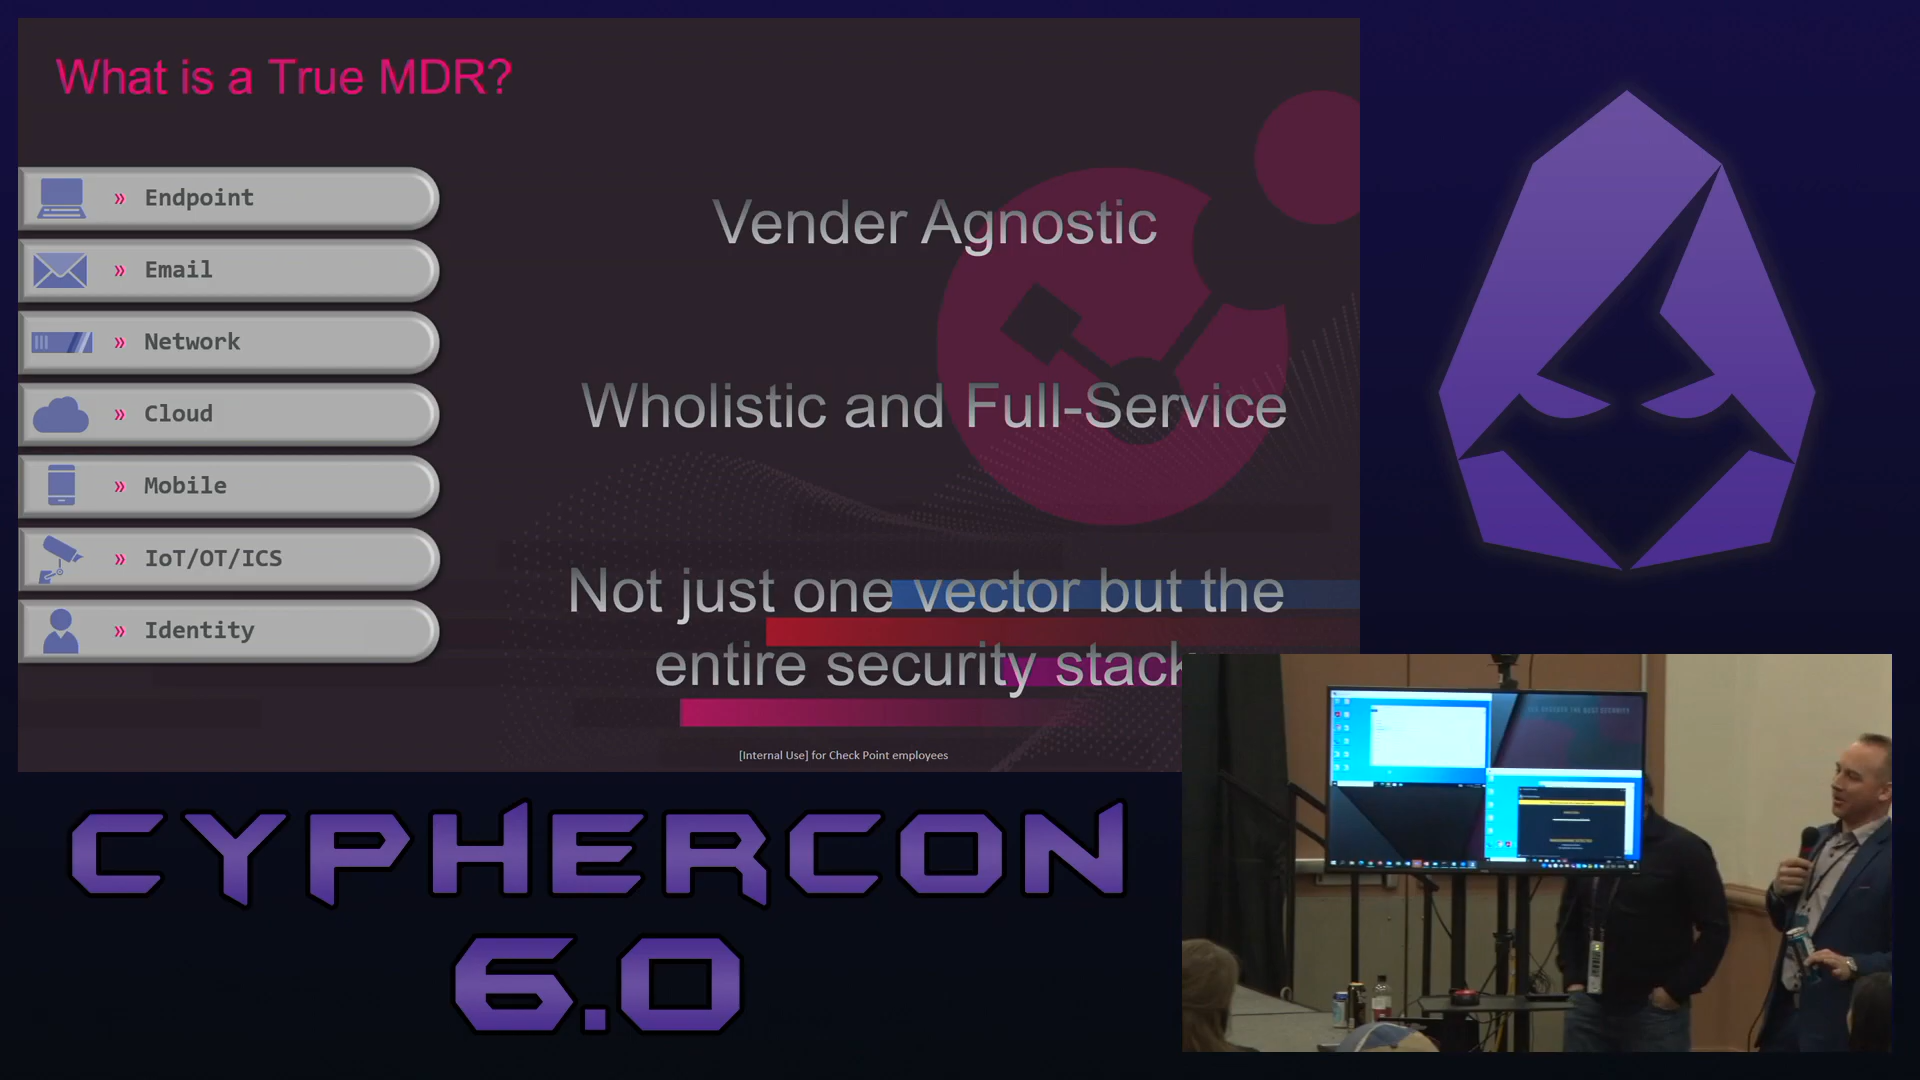 What is a True MDR?
» Endpoint
» Email
» Network
» Cloud
» Mobile
» IoT/OT/ICS
» Identity
Vender Agnostic
Wholistic and Full-Service
Not just one vector but the
entire security stack
[Internal Use] for Check Point employees
CYPHERCON
6.0